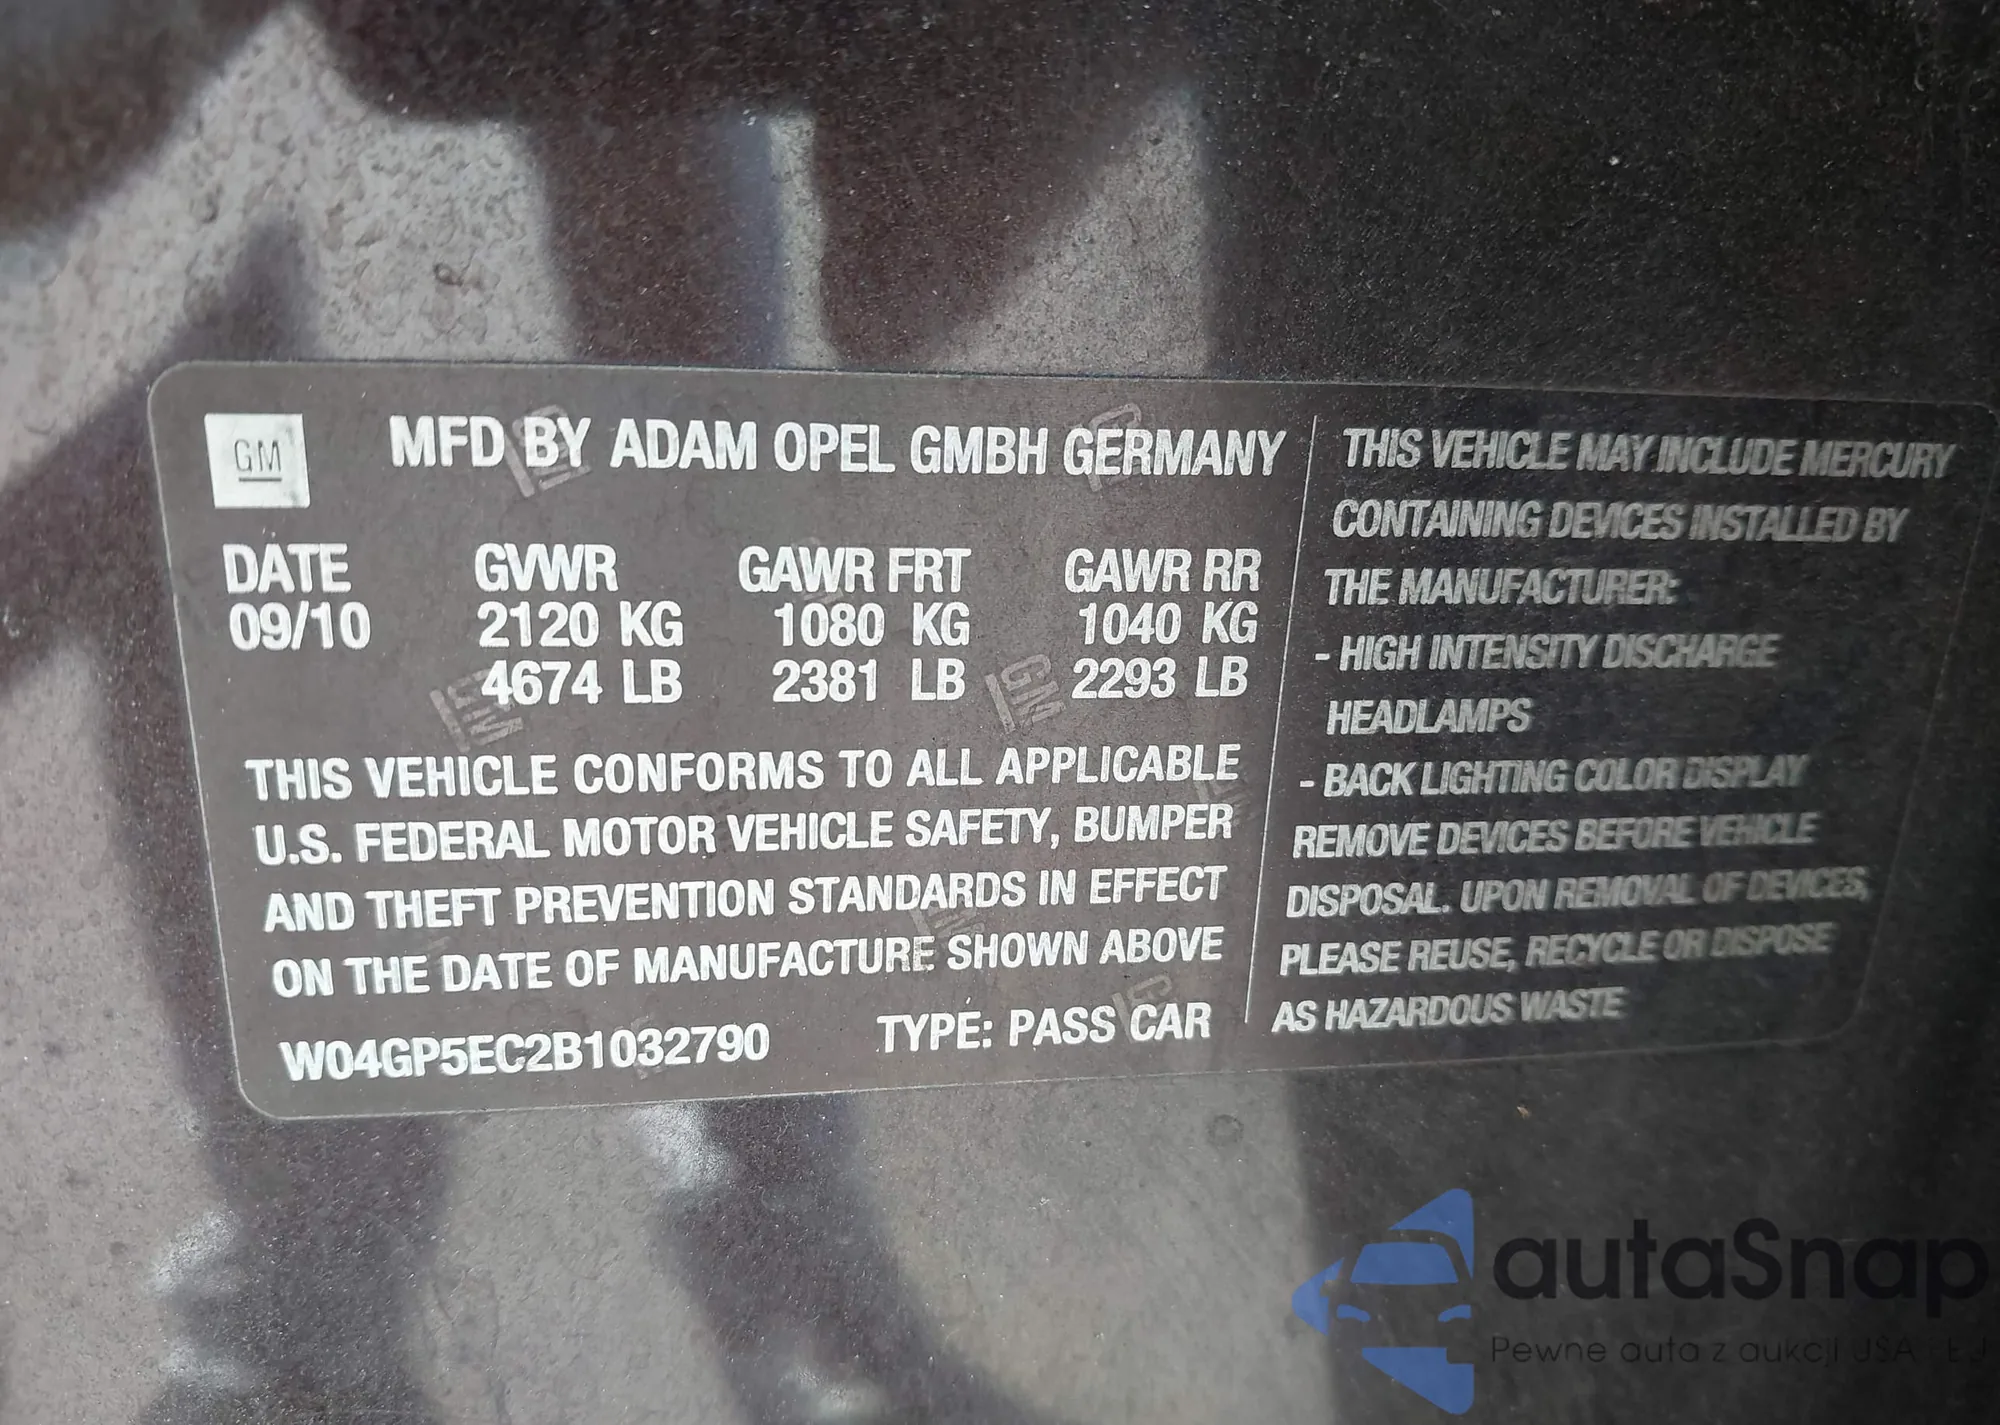 GM
MFD BY ADAM OPEL GMBH GERMANY
DATE GVWR GAWR FRT GAWR RR
09/10 2120 KG 1080 KG 1040 KG
4674 LB 2381 LB 2293 LB
THIS VEHICLE CONFORMS TO ALL APPLICABLE
U.S. FEDERAL MOTOR VEHICLE SAFETY, BUMPER
AND THEFT PREVENTION STANDARDS IN EFFECT
ON THE DATE OF MANUFACTURE SHOWN ABOVE
W04GP5EC2B1032790 TYPE: PASS CAR
THIS VEHICLE MAY INCLUDE MERCURY
CONTAINING DEVICES INSTALLED BY
THE MANUFACTURER:
- HIGH INTENSITY DISCHARGE
HEADLAMPS
- BACK LIGHTING COLOR DISPLAY
REMOVE DEVICES BEFORE VEHICLE
DISPOSAL. UPON REMOVAL OF DEVICES,
PLEASE REUSE, RECYCLE OR DISPOSE
AS HAZARDOUS WASTE
autaSnap
Pewne auta z aukcji USA i EU